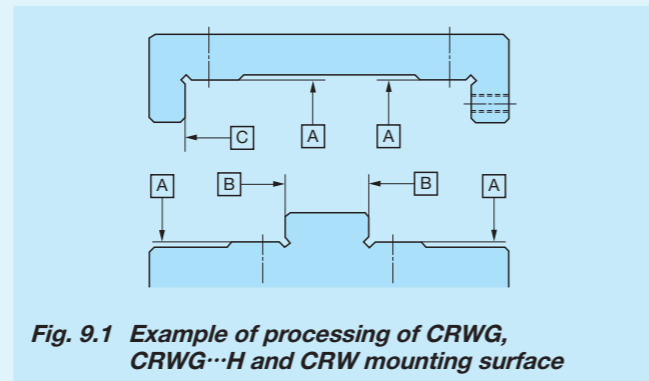 C A A
A B B A
Fig. 9.1 Example of processing of CRWG,
CRWG···H and CRW mounting surface